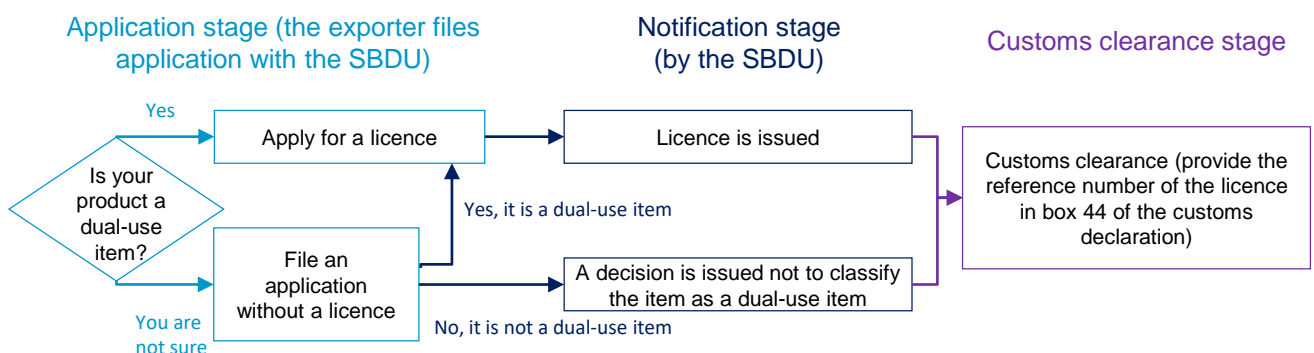 Application stage (the exporter files
application with the SBDU)
Notification stage
(by the SBDU)
Customs clearance stage
Yes
Apply for a licence
Licence is issued
Is your
product a
dual-use
item?
Yes, it is a dual-use item
Customs clearance (provide the
reference number of the licence
in box 44 of the customs
declaration)
File an
application
without a licence
A decision is issued not to classify
the item as a dual-use item
You are
not sure
No, it is not a dual-use item